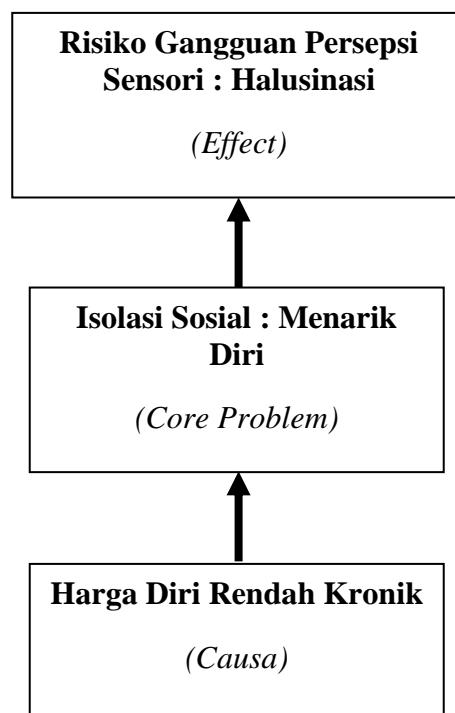 Risiko Gangguan Persepsi
Sensori : Halusinasi
(Effect)
Isolasi Sosial : Menarik
Diri
(Core Problem)
Harga Diri Rendah Kronik
(Causa)